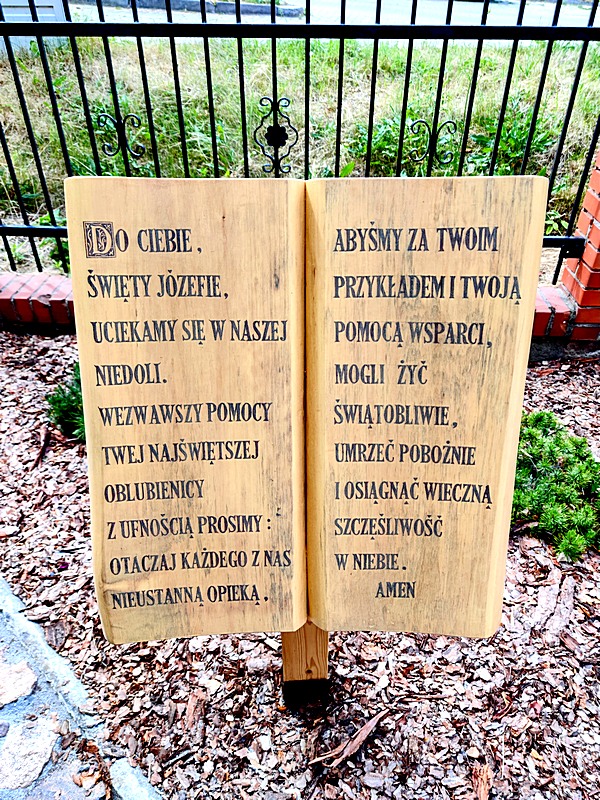 DO CIEBIE,
ŚWIĘTY JÓZEFIE,
UCIEKAMY SIĘ W NASZEJ
NIEDOLI.
WEZWAWSZY POMOCY
TWEJ NAJŚWIĘTSZEJ
OBLUBIENICY
Z UFNOŚCIĄ PROSIMY:
OTACZAJ KAŻDEGO Z NAS
NIEUSTANNĄ OPIEKĄ.
ABYŚMY ZA TWOIM
PRZYKŁADEM I TWOJĄ
POMOCĄ WSPARCI,
MOGLI ŻYĆ
ŚWIĄTOBLIWIE,
UMRZEĆ POBOŻNIE
I OSIĄGNĄĆ WIECZNĄ
SZCZĘŚLIWOŚĆ
W NIEBIE.
AMEN